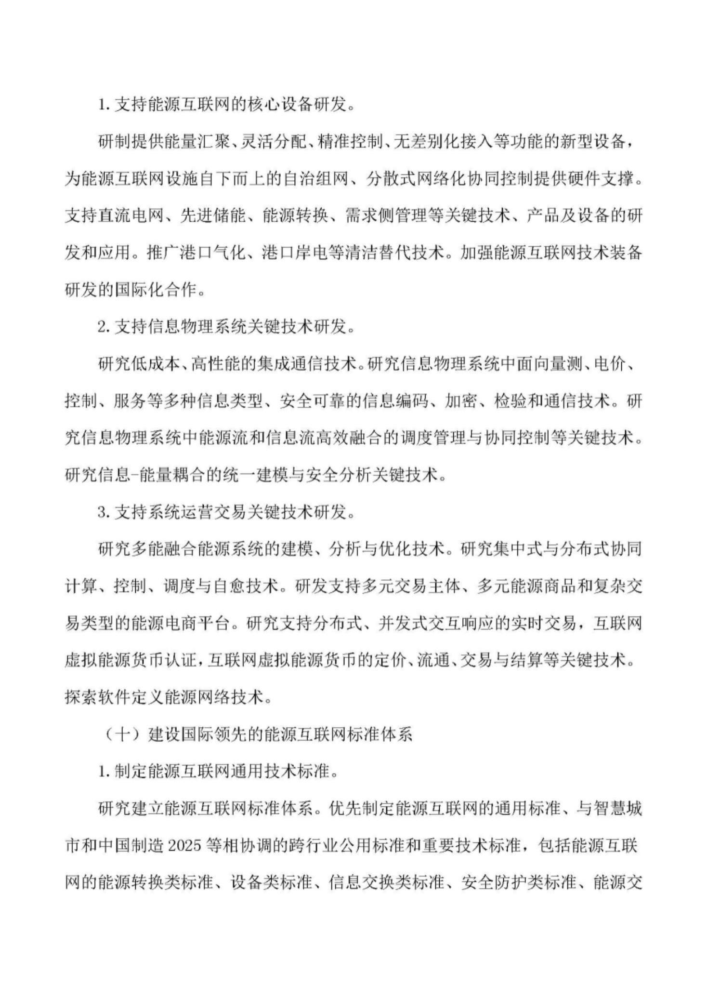 1.支持能源互联网的核心设备研发。
研制提供能量汇聚、灵活分配、精准控制、无差别化接入等功能的新型设备，
为能源互联网设施自下而上的自治组网、分散式网络化协同控制提供硬件支撑。
支持直流电网、先进储能、能源转换、需求侧管理等关键技术、产品及设备的研
发和应用。推广港口气化、港口岸电等清洁替代技术。加强能源互联网技术装备
研发的国际化合作。
2.支持信息物理系统关键技术研发。
研究低成本、高性能的集成通信技术。研究信息物理系统中面向量测、电价、
控制、服务等多种信息类型、安全可靠的信息编码、加密、检验和通信技术。研
究信息物理系统中能源流和信息流高效融合的调度管理与协同控制等关键技术。
研究信息-能量耦合的统一建模与安全分析关键技术。
3.支持系统运营交易关键技术研发。
研究多能融合能源系统的建模、分析与优化技术。研究集中式与分布式协同
计算、控制、调度与自愈技术。研发支持多元交易主体、多元能源商品和复杂交
易类型的能源电商平台。研究支持分布式、并发式交互响应的实时交易，互联网
虚拟能源货币认证，互联网虚拟能源货币的定价、流通、交易与结算等关键技术。
探索软件定义能源网络技术。
（十）建设国际领先的能源互联网标准体系
1.制定能源互联网通用技术标准。
研究建立能源互联网标准体系。优先制定能源互联网的通用标准、与智慧城
市和中国制造 2025 等相协调的跨行业公用标准和重要技术标准，包括能源互联
网的能源转换类标准、设备类标准、信息交换类标准、安全防护类标准、能源交